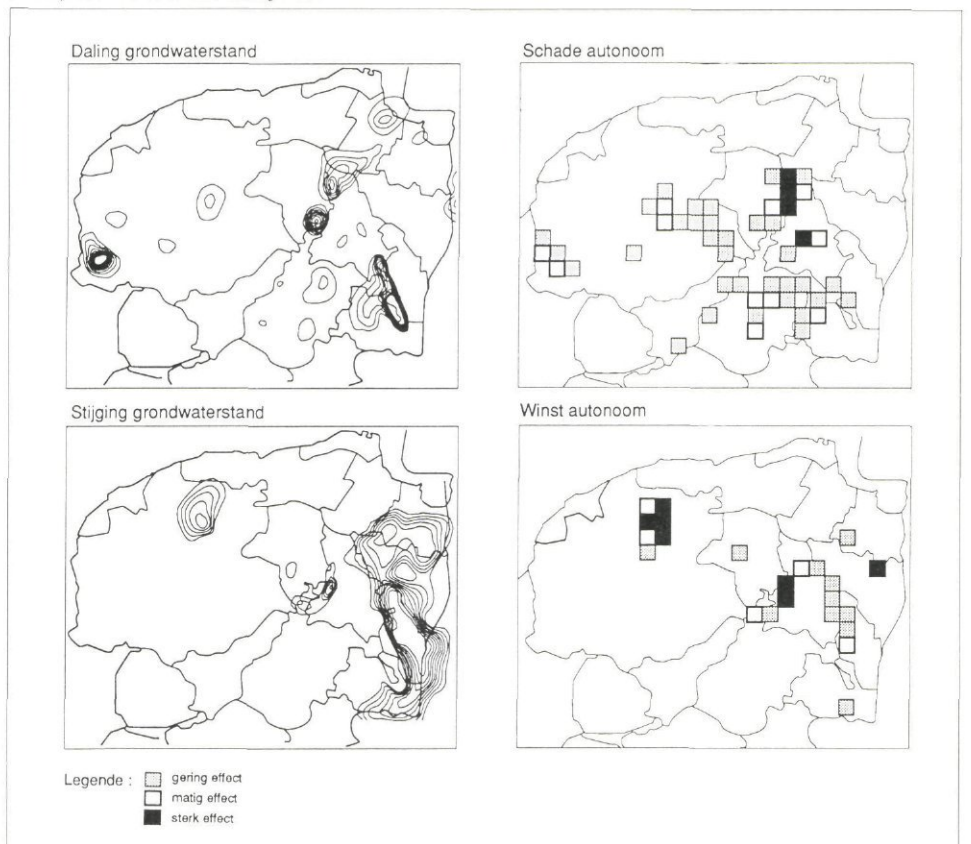 Daling grondwaterstand
Schade autonoom
Stijging grondwaterstand
Winst autonoom
Legende :
gering effect
matig effect
sterk effect